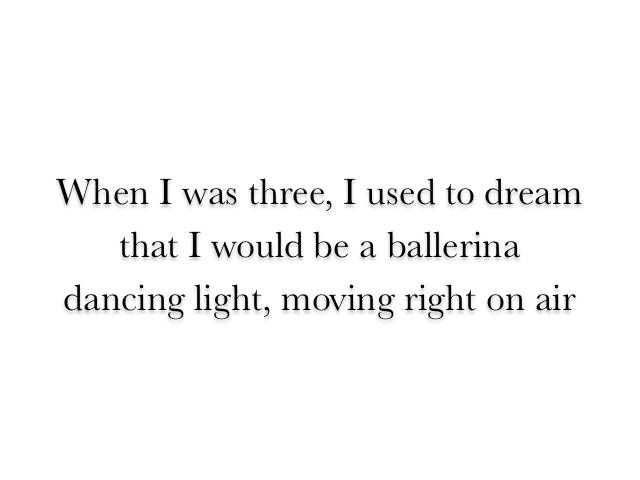 When I was three, I used to dream
that I would be a ballerina
dancing light, moving right on air